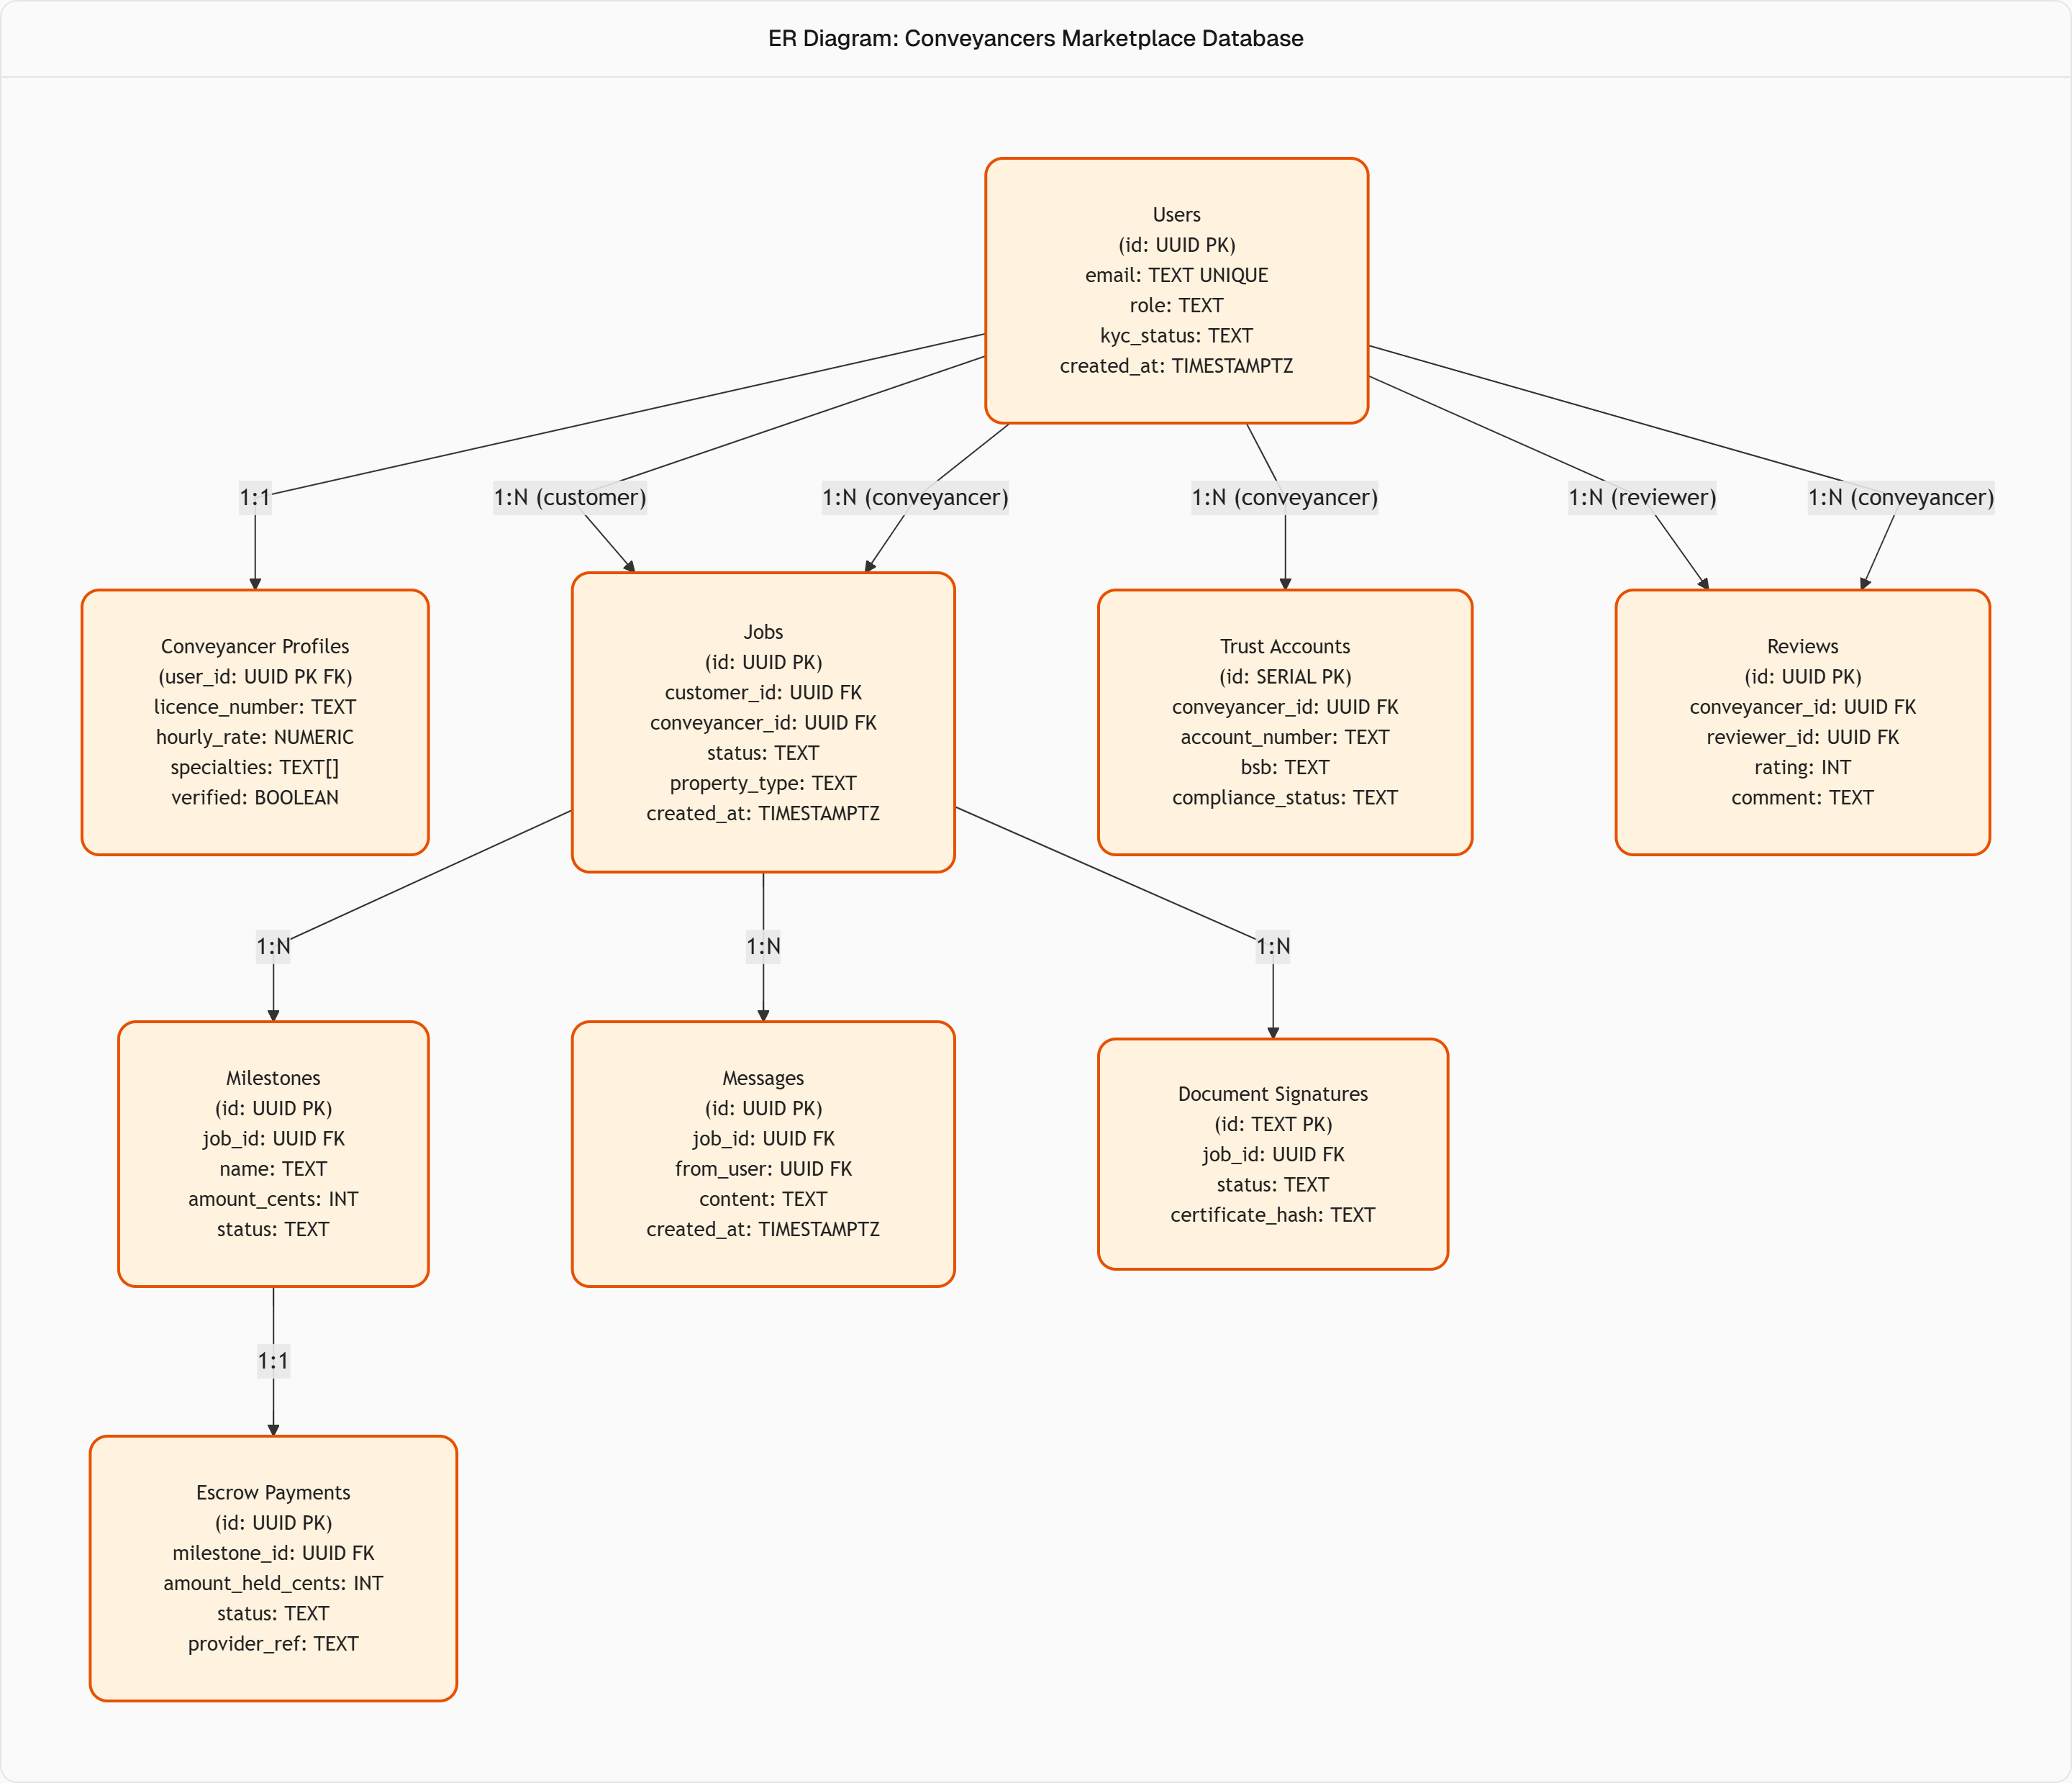 ER Diagram: Conveyancers Marketplace Database
Users
(id: UUID PK)
email: TEXT UNIQUE
role: TEXT
kyc_status: TEXT
created_at: TIMESTAMPTZ
1:1
1:N (customer)
1:N (conveyancer)
1:N (conveyancer)
1:N (reviewer)
1:N (conveyancer)
Conveyancer Profiles
(user_id: UUID PK FK)
licence_number: TEXT
hourly_rate: NUMERIC
specialties: TEXT[]
verified: BOOLEAN
Jobs
(id: UUID PK)
customer_id: UUID FK
conveyancer_id: UUID FK
status: TEXT
property_type: TEXT
created_at: TIMESTAMPTZ
Trust Accounts
(id: SERIAL PK)
conveyancer_id: UUID FK
account_number: TEXT
bsb: TEXT
compliance_status: TEXT
Reviews
(id: UUID PK)
conveyancer_id: UUID FK
reviewer_id: UUID FK
rating: INT
comment: TEXT
1:N
1:N
1:N
Milestones
(id: UUID PK)
job_id: UUID FK
name: TEXT
amount_cents: INT
status: TEXT
Messages
(id: UUID PK)
job_id: UUID FK
from_user: UUID FK
content: TEXT
created_at: TIMESTAMPTZ
Document Signatures
(id: TEXT PK)
job_id: UUID FK
status: TEXT
certificate_hash: TEXT
1:1
Escrow Payments
(id: UUID PK)
milestone_id: UUID FK
amount_held_cents: INT
status: TEXT
provider_ref: TEXT